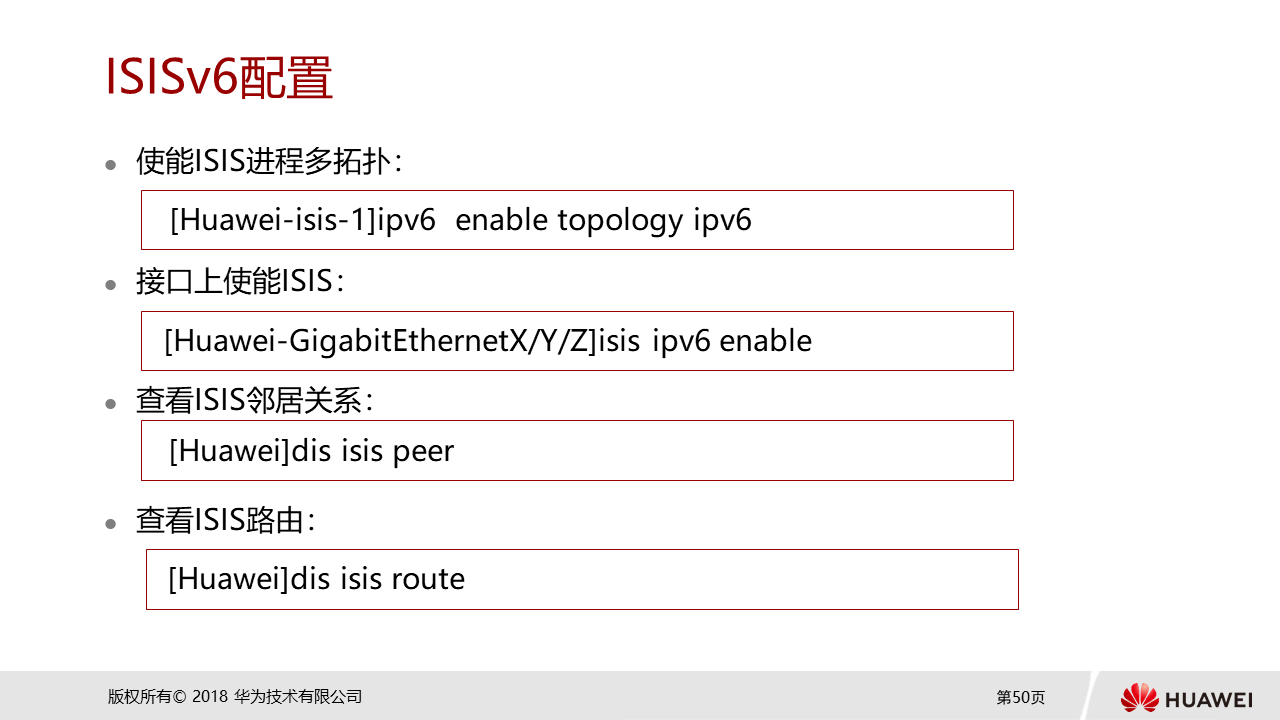 ISISv6配置
使能ISIS进程多拓扑：
[Huawei-isis-1]ipv6  enable topology ipv6
接口上使能ISIS：
[Huawei-GigabitEthernetX/Y/Z]isis ipv6 enable
查看ISIS邻居关系：
[Huawei]dis isis peer
查看ISIS路由：
[Huawei]dis isis route
版权所有© 2018 华为技术有限公司
第50页
HUAWEI